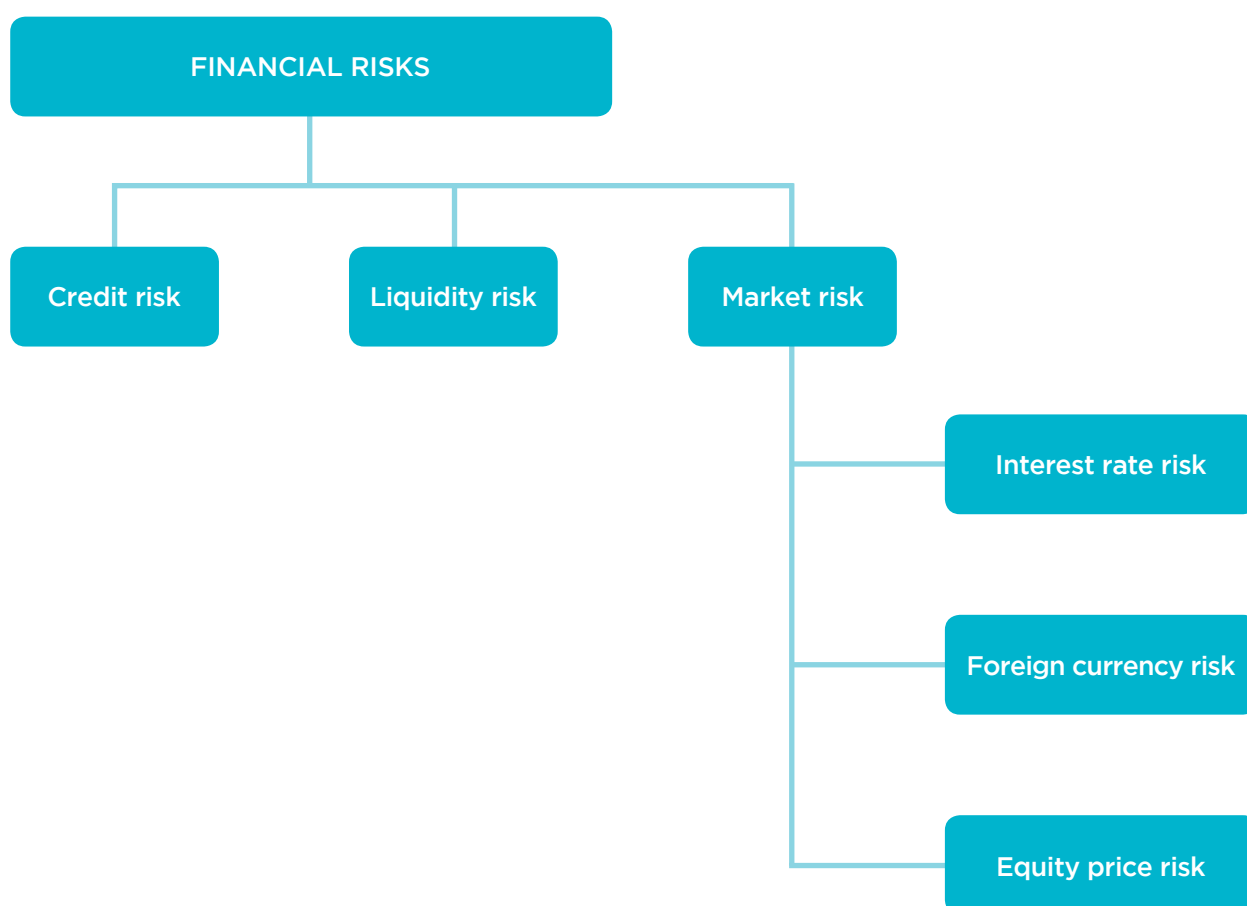 FINANCIAL RISKS
Credit risk
Liquidity risk
Market risk
Interest rate risk
Foreign currency risk
Equity price risk